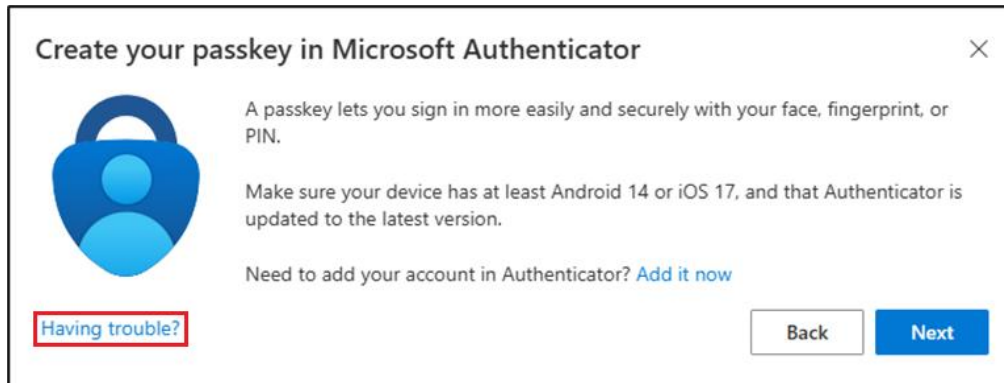 Create your passkey in Microsoft Authenticator
A passkey lets you sign in more easily and securely with your face, fingerprint, or
PIN.
Make sure your device has at least Android 14 or iOS 17, and that Authenticator is
updated to the latest version.
Need to add your account in Authenticator? Add it now
Having trouble?
Back
Next